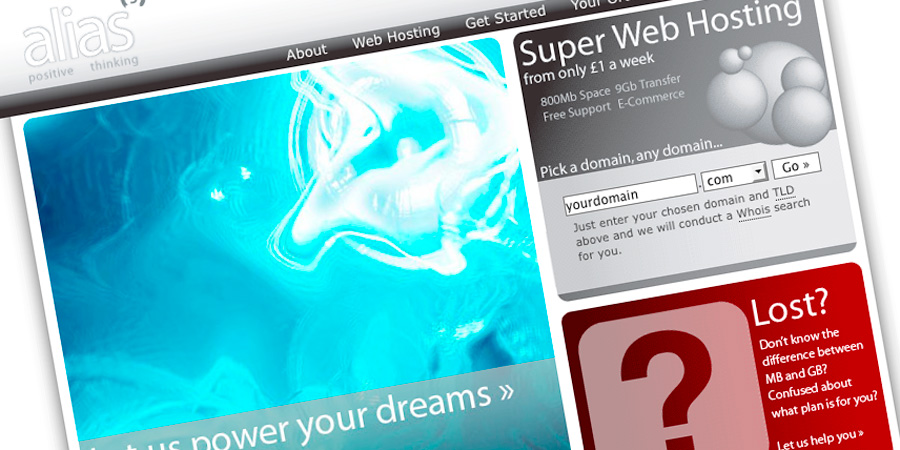 alias
positive thinking
About Web Hosting Get Started Your
Super Web Hosting
from only £1 a week
800Mb Space 9Gb Transfer
Free Support E-Commerce
Pick a domain, any domain...
yourdomain . com Go »
Just enter your chosen domain and TLD
above and we will conduct a Whois search
for you.
us power your dreams »
Lost?
Don't know the
difference between
MB and GB?
Confused about
what plan is for you?
Let us help you »
?